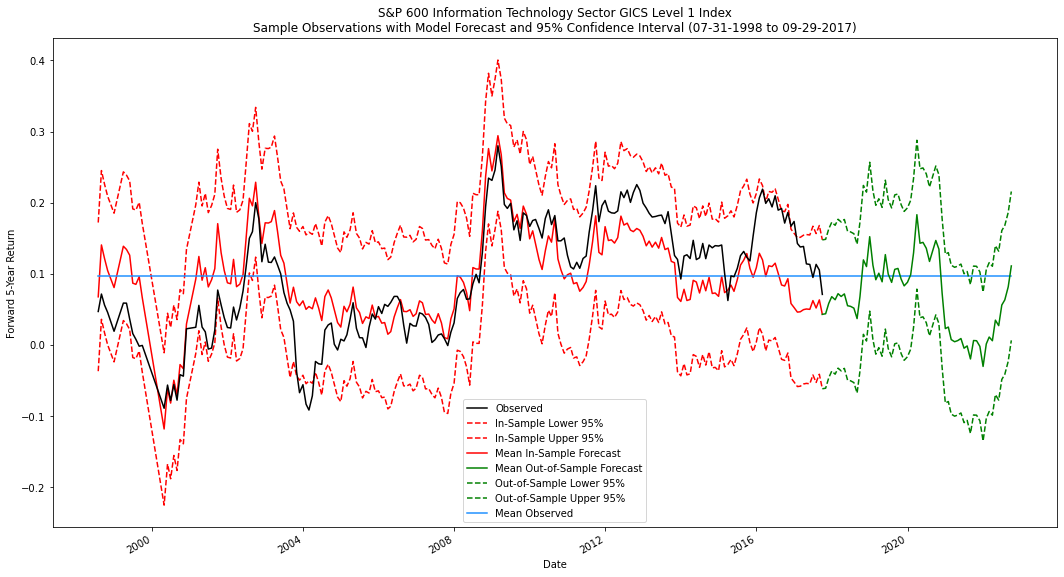 S&P 600 Information Technology Sector GICS Level 1 Index
Sample Observations with Model Forecast and 95% Confidence Interval (07-31-1998 to 09-29-2017)
Forward 5-Year Return
0.4
0.3
0.2
0.1
0.0
−0.1
−0.2
Observed
In-Sample Lower 95%
In-Sample Upper 95%
Mean In-Sample Forecast
Mean Out-of-Sample Forecast
Out-of-Sample Lower 95%
Out-of-Sample Upper 95%
Mean Observed
2000 2004 2008 2012 2016 2020
Date